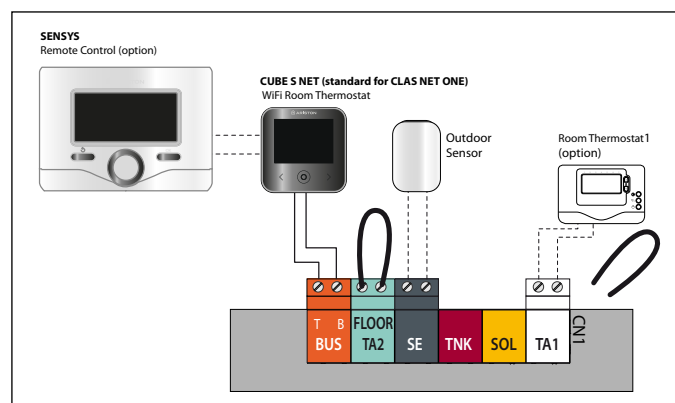 SENSYS
Remote Control (option)
CUBE S NET (standard for CLAS NET ONE)
WiFi Room Thermostat
ARISTON
Outdoor
Sensor
Room Thermostat1
(option)
T B
BUS
FLOOR
TA2
SE
TNK
SOL
TA1
CN1